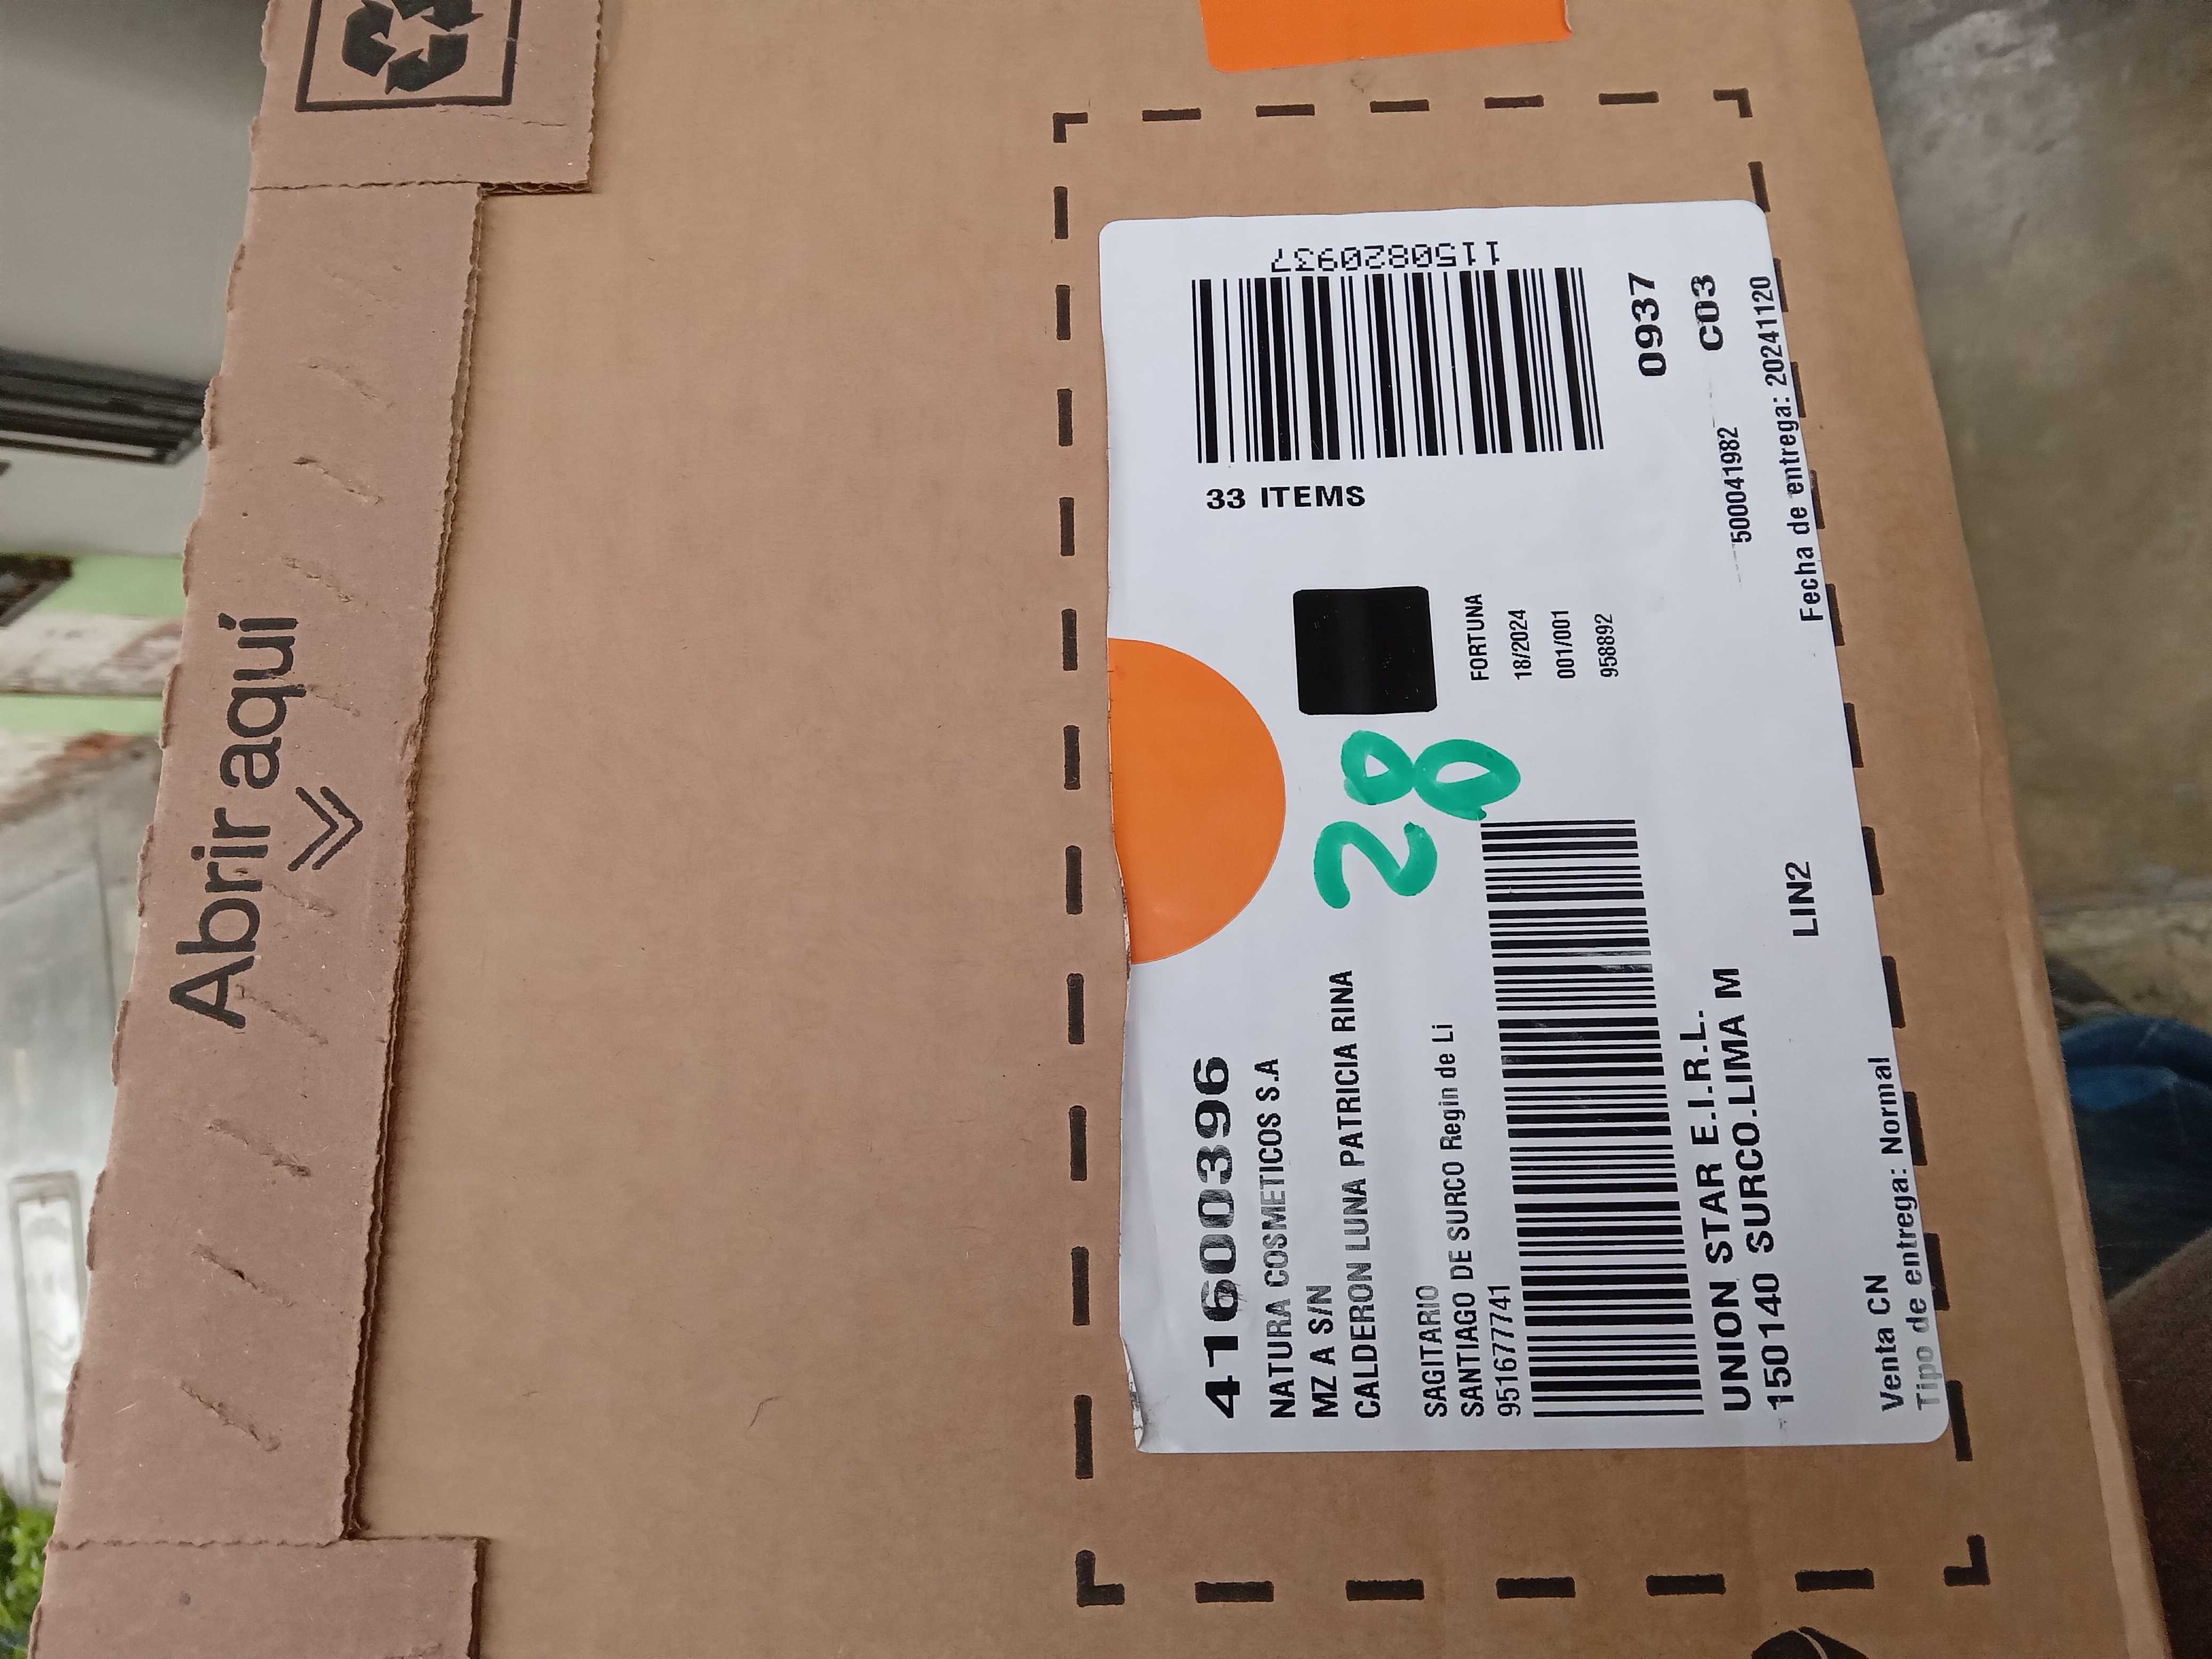 Abrir aquí
41600396
NATURA COSMETICOS S.A
MZ A S/N
CALDERON LUNA PATRICIA RINA
SAGITARIO
SANTIAGO DE SURCO Regin de Li
951677741
UNION STAR E.I.R.L.
150140 SURCO.LIMA M
LIN2
Venta CN
Tipo de entrega: Normal
28
FORTUNA
18/2024
001/001
958892
33 ITEMS
1150820937
0937
C03
500041982
Fecha de entrega: 20241120